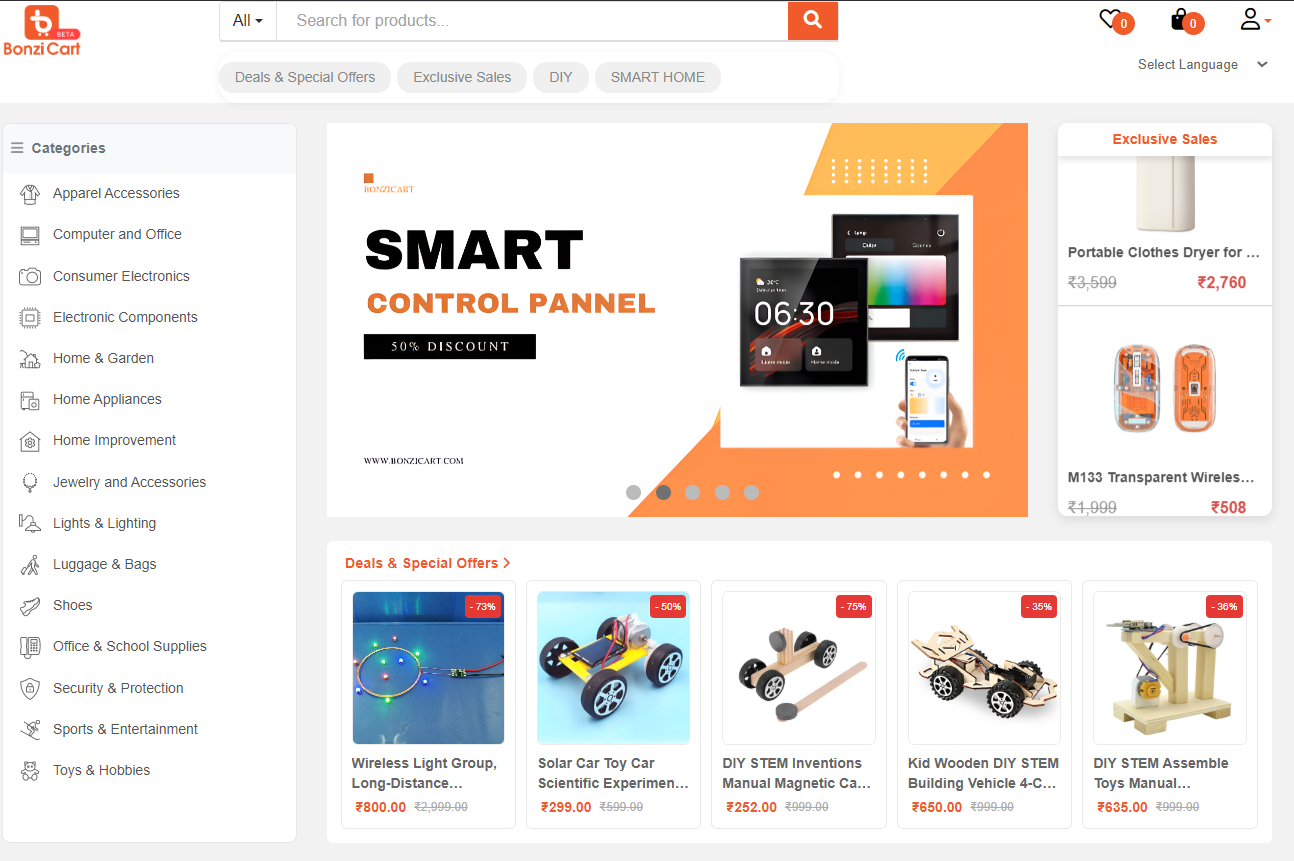 BETA
Bonzi Cart
All
Search for products...
0
0
Deals & Special Offers
Exclusive Sales
DIY
SMART HOME
Select Language
Categories
Apparel Accessories
Computer and Office
Consumer Electronics
Electronic Components
Home & Garden
Home Appliances
Home Improvement
Jewelry and Accessories
Lights & Lighting
Luggage & Bags
Shoes
Office & School Supplies
Security & Protection
Sports & Entertainment
Toys & Hobbies
BONZICART
SMART
CONTROL PANNEL
50% DISCOUNT
WWW.BONZICART.COM
Color
06:30
Exclusive Sales
Portable Clothes Dryer for ...
₹3,599 ₹2,760
M133 Transparent Wireles...
₹1,999 ₹508
Deals & Special Offers
- 73%
Wireless Light Group,
Long-Distance...
₹800.00 ₹2,999.00
- 50%
Solar Car Toy Car
Scientific Experimen...
₹299.00 ₹599.00
- 75%
DIY STEM Inventions
Manual Magnetic Ca...
₹252.00 ₹999.00
- 35%
Kid Wooden DIY STEM
Building Vehicle 4-C...
₹650.00 ₹999.00
- 36%
DIY STEM Assemble
Toys Manual...
₹635.00 ₹999.00